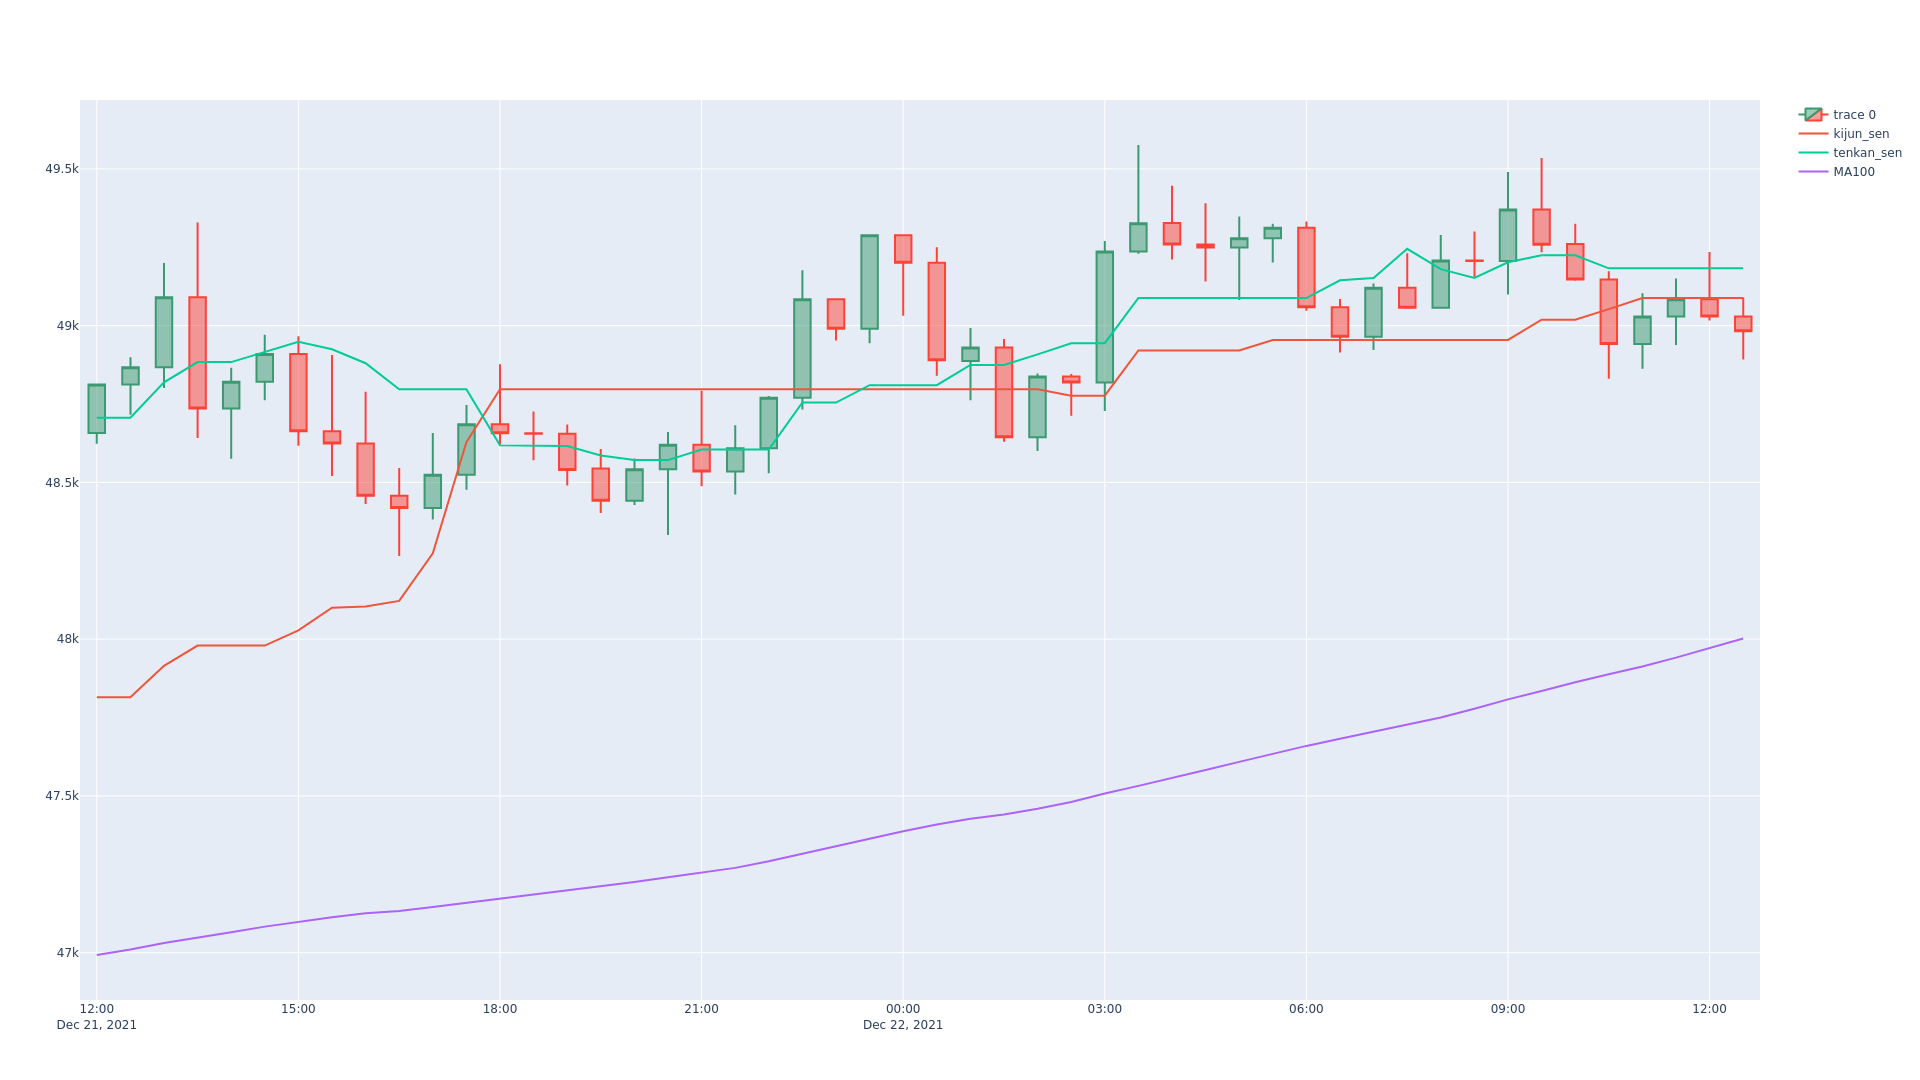 trace 0
kijun_sen
tenkan_sen
MA100
49.5k
49k
48.5k
48k
47.5k
47k
12:00 15:00 18:00 21:00 00:00 03:00 06:00 09:00 12:00
Dec 21, 2021 Dec 22, 2021